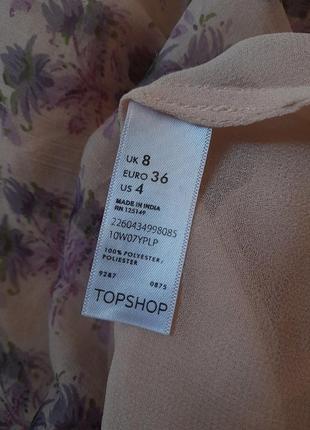 UK 8
EURO 36
US 4
MADE IN INDIA
RN 125149
2260434998085
10W07YPLP
100% POLYESTER/
POLIESTER
9287 0875
TOPSHOP